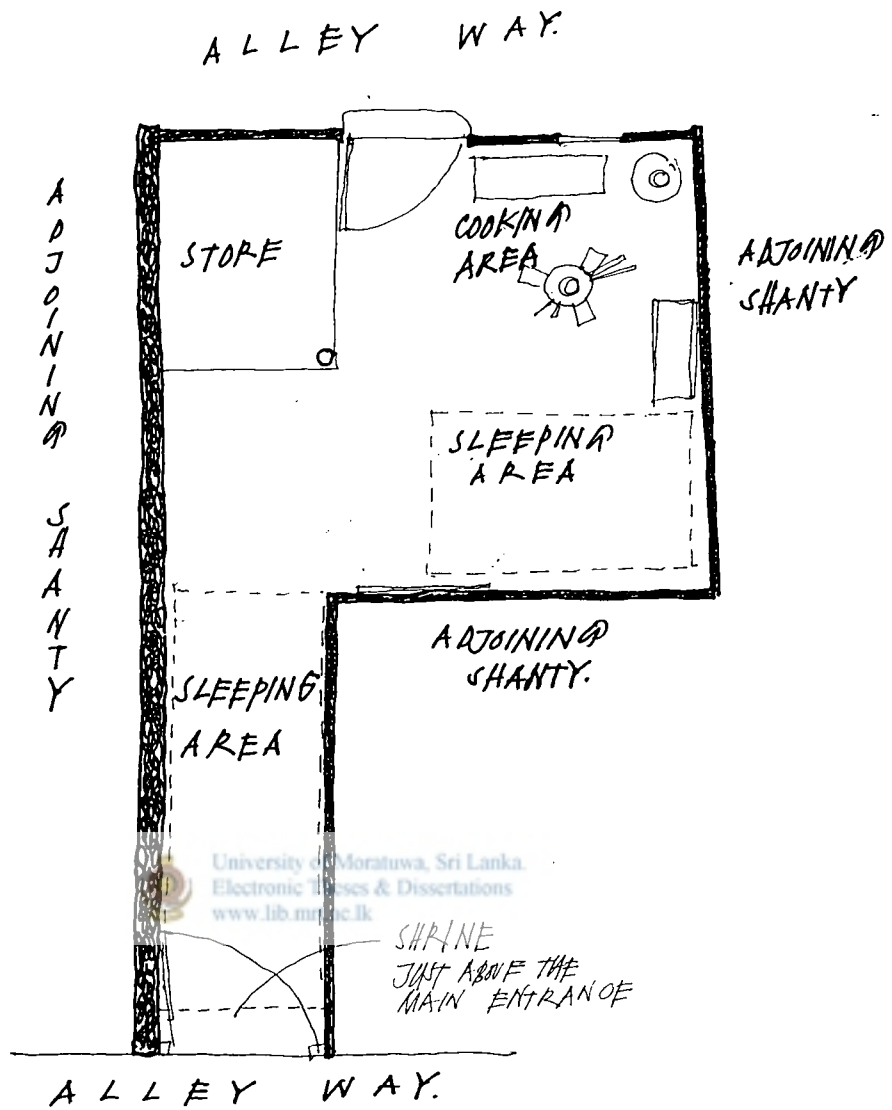 ALLEY WAY.
ADJOINING SHANTY
STORE
COOKING
AREA
ADJOINING
SHANTY
SLEEPING
AREA
ADJOINING
SHANTY.
SLEEPING
AREA
University of Moratuwa, Sri Lanka.
Electronic Theses & Dissertations
www.lib.mrt.ac.lk
SHRINE
JUST ABOVE THE
MAIN ENTRANCE
ALLEY WAY.